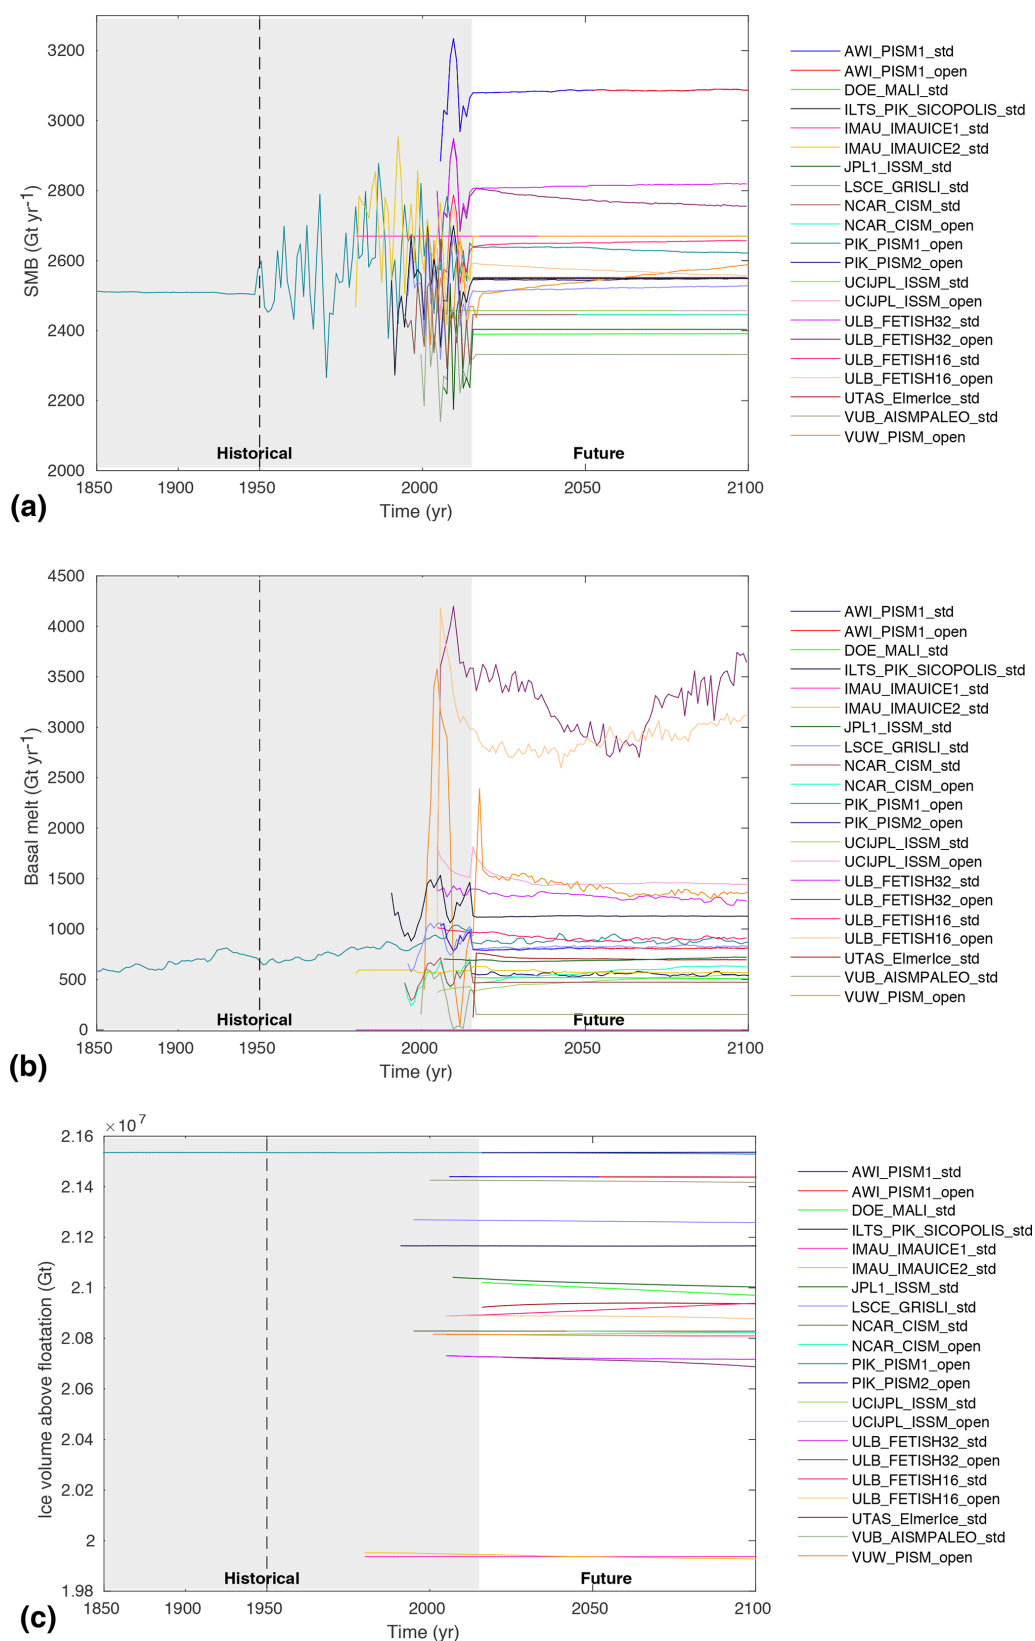 3200
3000
2800
2600
2400
2200
2000
SMB (Gt yr-1)
Historical
Future
1850
1900
1950
2000
2050
2100
Time (yr)
(a)
AWI_PISM1_std
AWI_PISM1_open
DOE_MALI_std
ILTS_PIK_SICOPOLIS_std
IMAU_IMAUICE1_std
IMAU_IMAUICE2_std
JPL1_ISSM_std
LSCE_GRISLI_std
NCAR_CISM_std
NCAR_CISM_open
PIK_PISM1_open
PIK_PISM2_open
UCIJPL_ISSM_std
UCIJPL_ISSM_open
ULB_FETISH32_std
ULB_FETISH32_open
ULB_FETISH16_std
ULB_FETISH16_open
UTAS_ElmerIce_std
VUB_AISMPALEO_std
VUW_PISM_open
4500
4000
3500
3000
2500
2000
1500
1000
500
0
Basal melt (Gt yr-1)
Historical
Future
1850
1900
1950
2000
2050
2100
Time (yr)
(b)
AWI_PISM1_std
AWI_PISM1_open
DOE_MALI_std
ILTS_PIK_SICOPOLIS_std
IMAU_IMAUICE1_std
IMAU_IMAUICE2_std
JPL1_ISSM_std
LSCE_GRISLI_std
NCAR_CISM_std
NCAR_CISM_open
PIK_PISM1_open
PIK_PISM2_open
UCIJPL_ISSM_std
UCIJPL_ISSM_open
ULB_FETISH32_std
ULB_FETISH32_open
ULB_FETISH16_std
ULB_FETISH16_open
UTAS_ElmerIce_std
VUB_AISMPALEO_std
VUW_PISM_open
×10 7
2.16
2.14
2.12
2.1
2.08
2.06
2.04
2.02
2
1.98
Ice volume above floatation (Gt)
Historical
Future
1850
1900
1950
2000
2050
2100
Time (yr)
(c)
AWI_PISM1_std
AWI_PISM1_open
DOE_MALI_std
ILTS_PIK_SICOPOLIS_std
IMAU_IMAUICE1_std
IMAU_IMAUICE2_std
JPL1_ISSM_std
LSCE_GRISLI_std
NCAR_CISM_std
NCAR_CISM_open
PIK_PISM1_open
PIK_PISM2_open
UCIJPL_ISSM_std
UCIJPL_ISSM_open
ULB_FETISH32_std
ULB_FETISH32_open
ULB_FETISH16_std
ULB_FETISH16_open
UTAS_ElmerIce_std
VUB_AISMPALEO_std
VUW_PISM_open